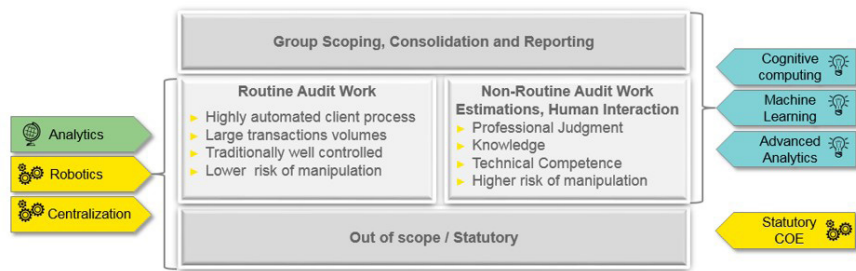 Group Scoping, Consolidation and Reporting
Routine Audit Work
Highly automated client process
Large transactions volumes
Traditionally well controlled
Lower risk of manipulation
Non-Routine Audit Work
Estimations, Human Interaction
Professional Judgment
Knowledge
Technical Competence
Higher risk of manipulation
Out of scope / Statutory
Analytics
Robotics
Centralization
Cognitive
computing
Machine
Learning
Advanced
Analytics
Statutory
COE